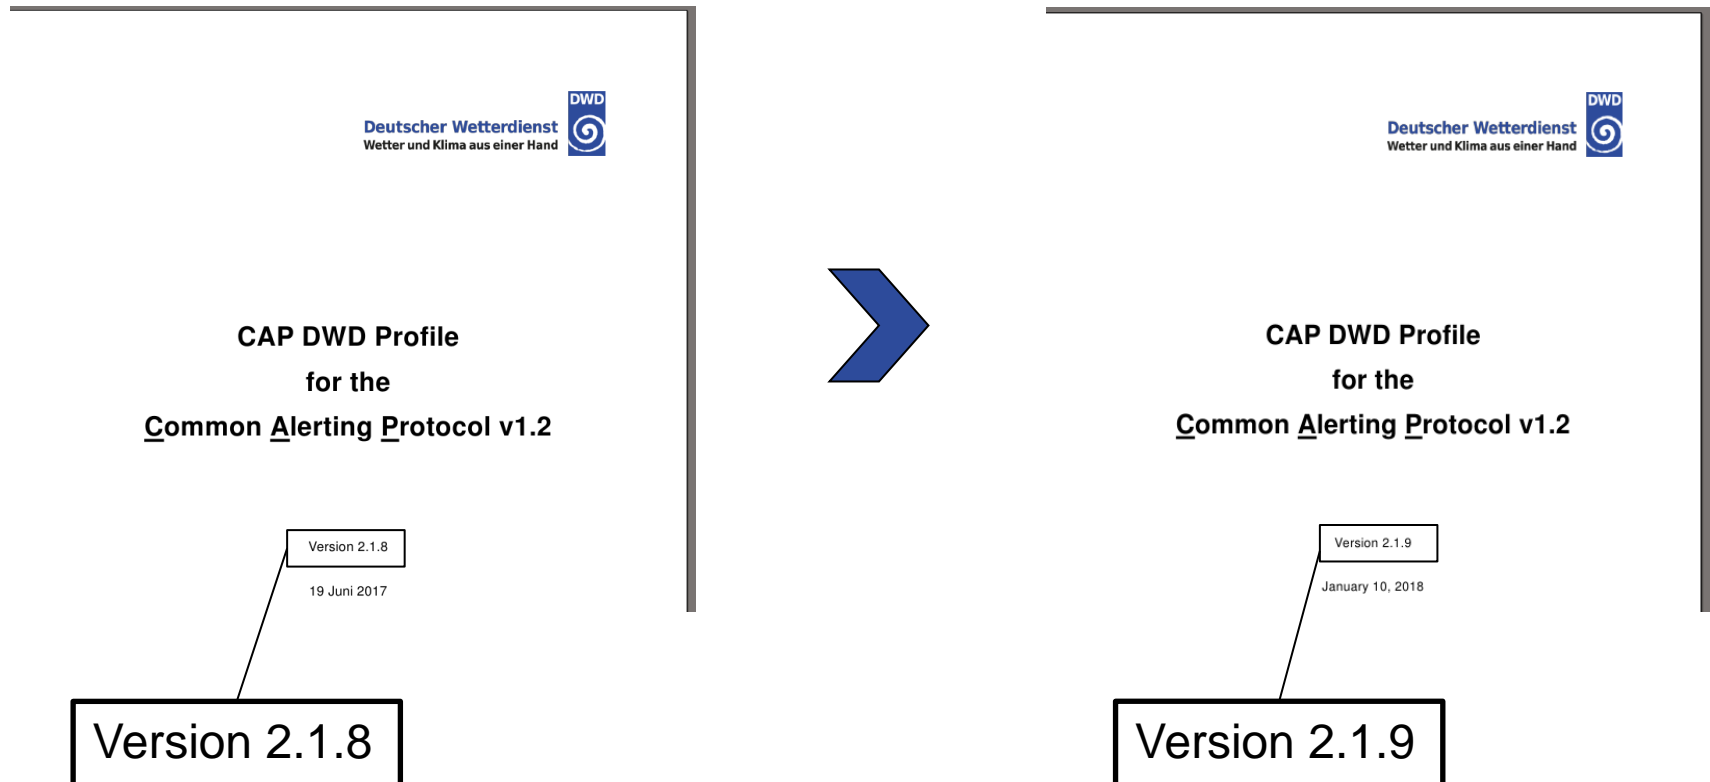 DWD
Deutscher Wetterdienst
Wetter und Klima aus einer Hand
CAP DWD Profile
for the
Common Alerting Protocol v1.2
Version 2.1.8
19 Juni 2017
Version 2.1.8
DWD
Deutscher Wetterdienst
Wetter und Klima aus einer Hand
CAP DWD Profile
for the
Common Alerting Protocol v1.2
Version 2.1.9
January 10, 2018
Version 2.1.9